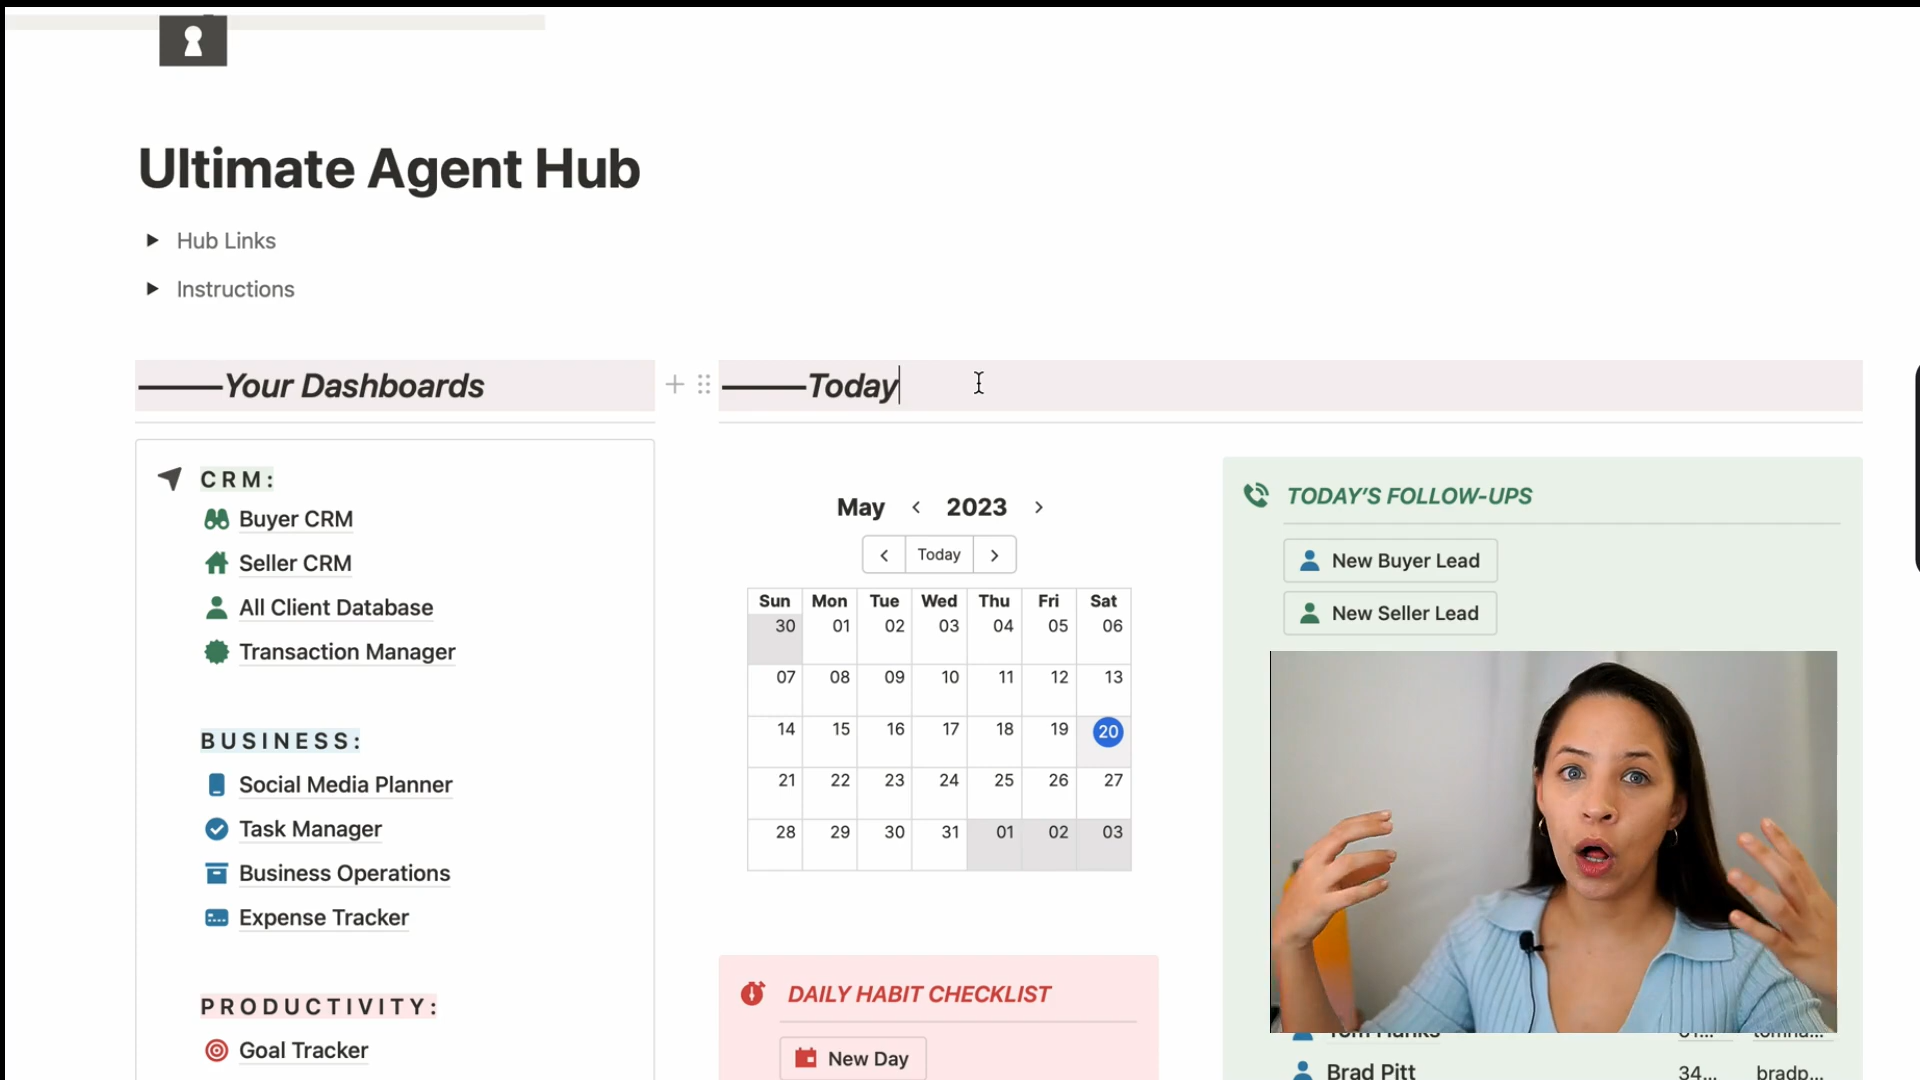 Ultimate Agent Hub
Hub Links
Instructions
Your Dashboards
Today
CRM:
Buyer CRM
Seller CRM
All Client Database
Transaction Manager
BUSINESS:
Social Media Planner
Task Manager
Business Operations
Expense Tracker
PRODUCTIVITY:
Goal Tracker
May 2023
Today
Sun Mon Tue Wed Thu Fri Sat
30 01 02 03 04 05 06
07 08 09 10 11 12 13
14 15 16 17 18 19 20
21 22 23 24 25 26 27
28 29 30 31 01 02 03
DAILY HABIT CHECKLIST
New Day
TODAY'S FOLLOW-UPS
New Buyer Lead
New Seller Lead
Brad Pitt 34... bradp...